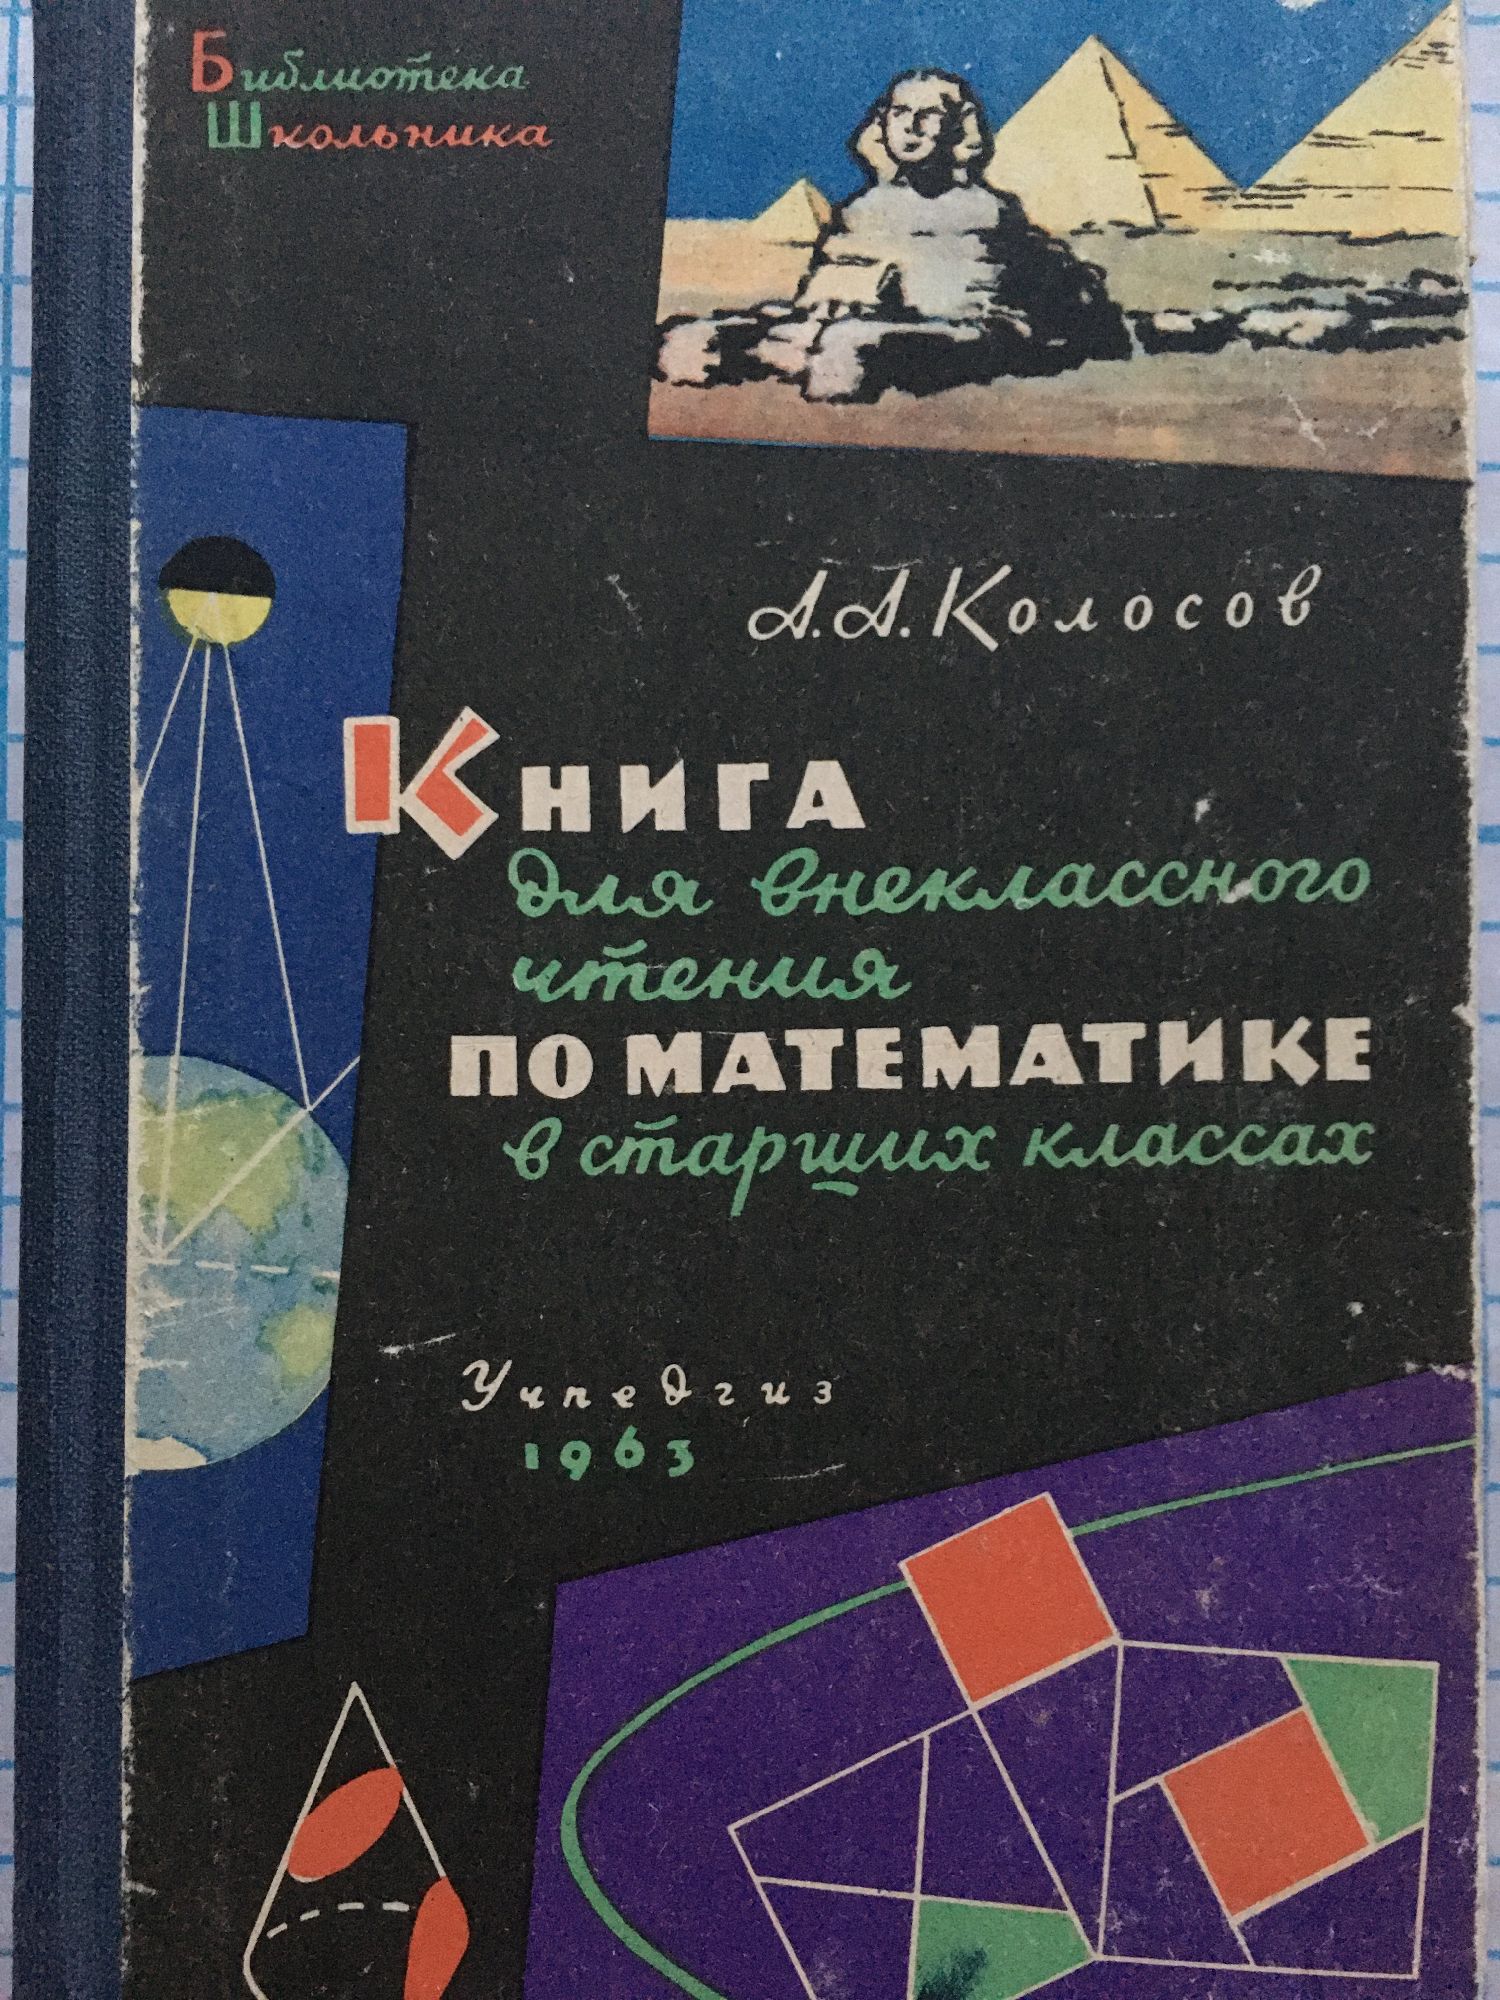 Библиотека
Школьника
А. А. Колосов
Книга
для внеклассного
чтения
по математике
в старших классах
Учпедгиз
1963